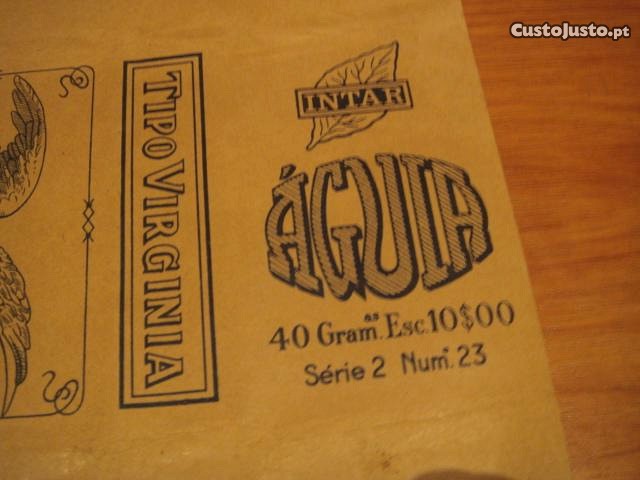 CustoJusto.pt
TIPO VIRGINIA
INTAR
ÁGUIA
40 Gram.as Esc. 10$00
Série 2 Num.º 23